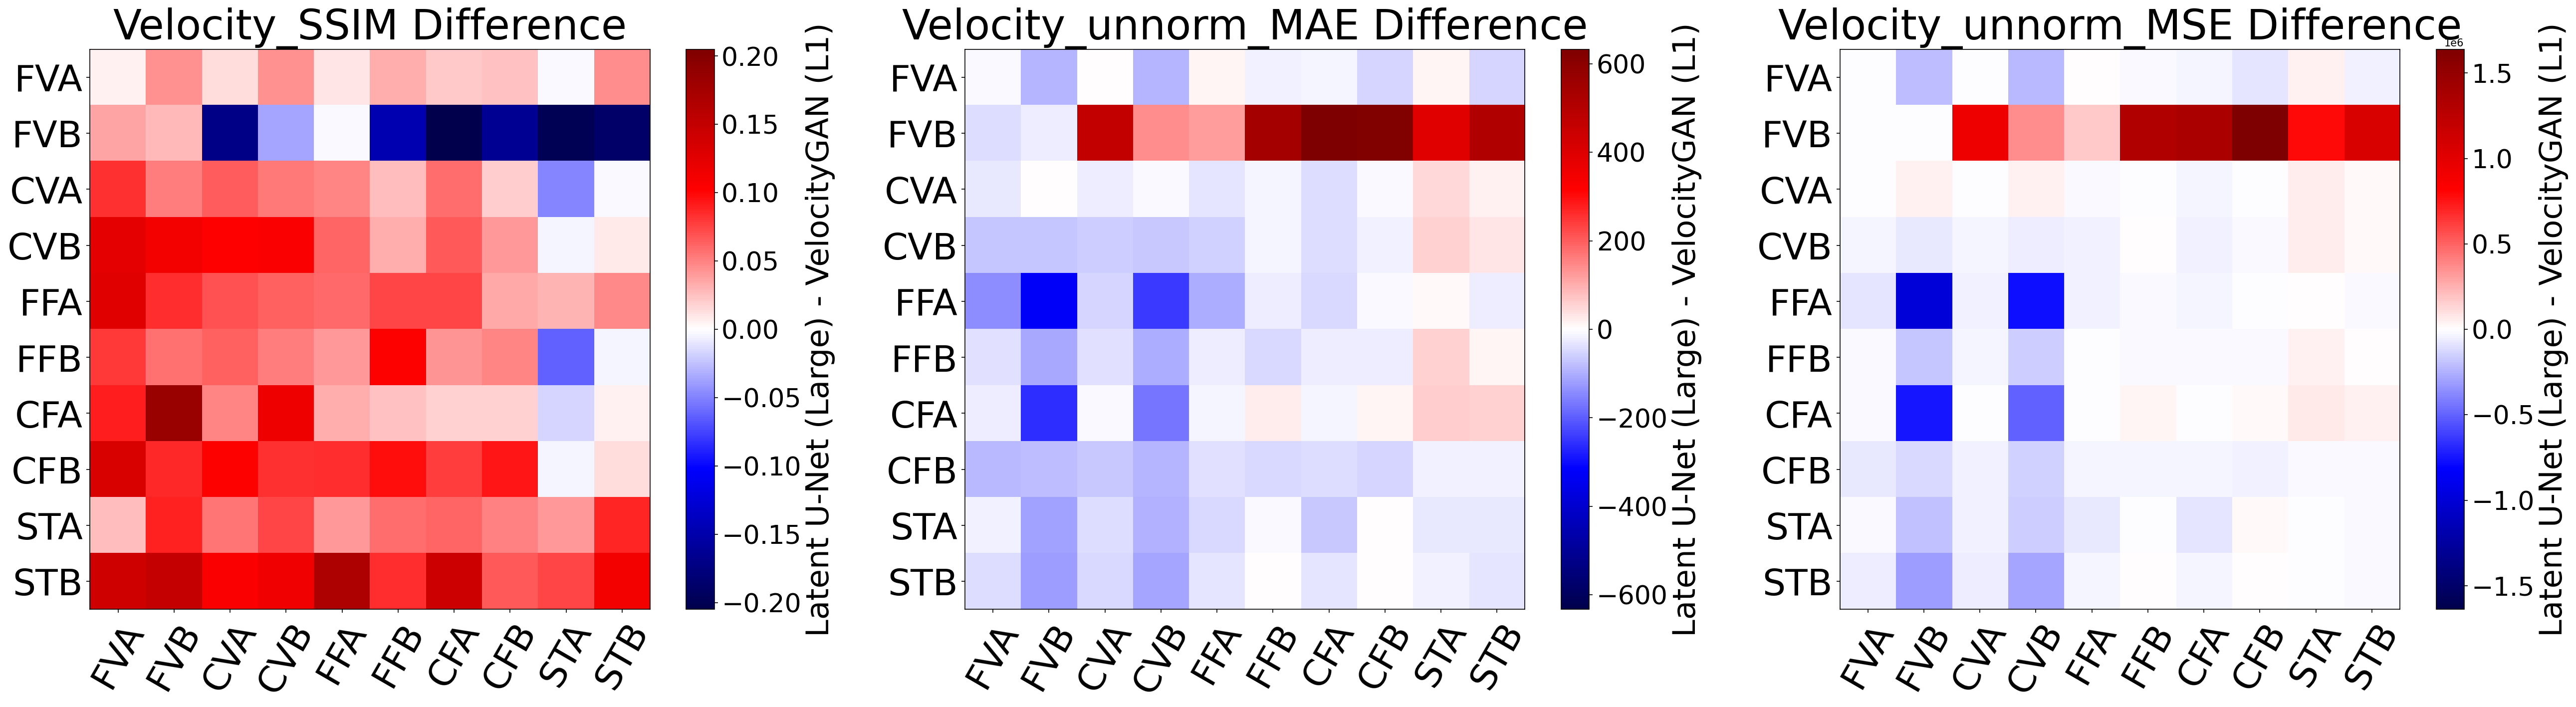 Velocity_SSIM Difference
FVA
FVB
CVA
CVB
FFA
FFB
CFA
CFB
STA
STB
FVA FVB CVA CVB FFA FFB CFA CFB STA STB
0.20
0.15
0.10
0.05
0.00
−0.05
−0.10
−0.15
−0.20
Latent U-Net (Large) - VelocityGAN (L1)
Velocity_unnorm_MAE Difference
FVA
FVB
CVA
CVB
FFA
FFB
CFA
CFB
STA
STB
FVA FVB CVA CVB FFA FFB CFA CFB STA STB
600
400
200
0
−200
−400
−600
Latent U-Net (Large) - VelocityGAN (L1)
Velocity_unnorm_MSE Difference
FVA
FVB
CVA
CVB
FFA
FFB
CFA
CFB
STA
STB
FVA FVB CVA CVB FFA FFB CFA CFB STA STB
1e6
1.5
1.0
0.5
0.0
−0.5
−1.0
−1.5
Latent U-Net (Large) - VelocityGAN (L1)